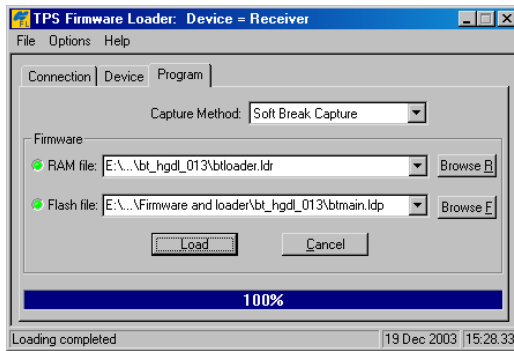 TPS Firmware Loader: Device = Receiver
File Options Help
Connection Device Program
Capture Method: Soft Break Capture
Firmware
RAM file: E:\...\bt_hgdl_013\btloader.ldr Browse R
Flash file: E:\...\Firmware and loader\bt_hgdl_013\btmain.ldp Browse F
Load Cancel
100%
Loading completed 19 Dec 2003 15:28.33